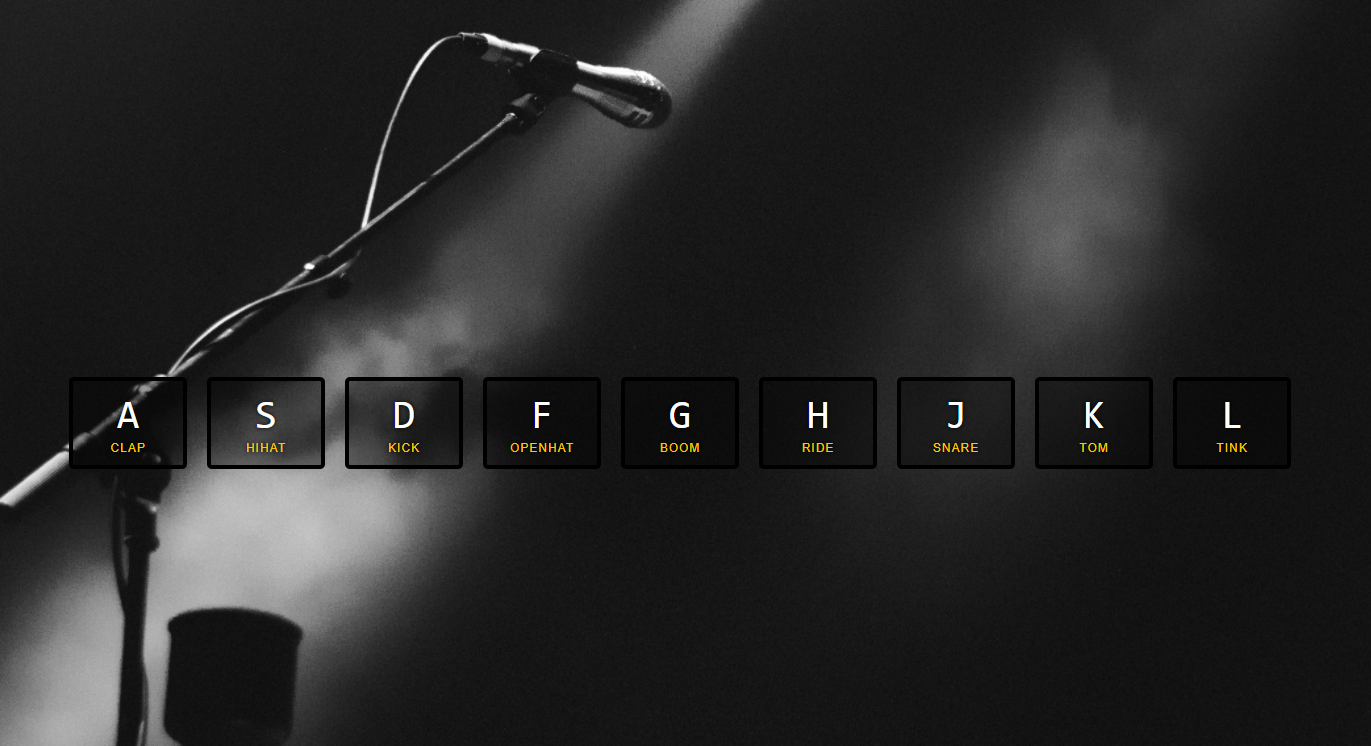 A S D F G H J K L
CLAP HIHAT KICK OPENHAT BOOM RIDE SNARE TOM TINK